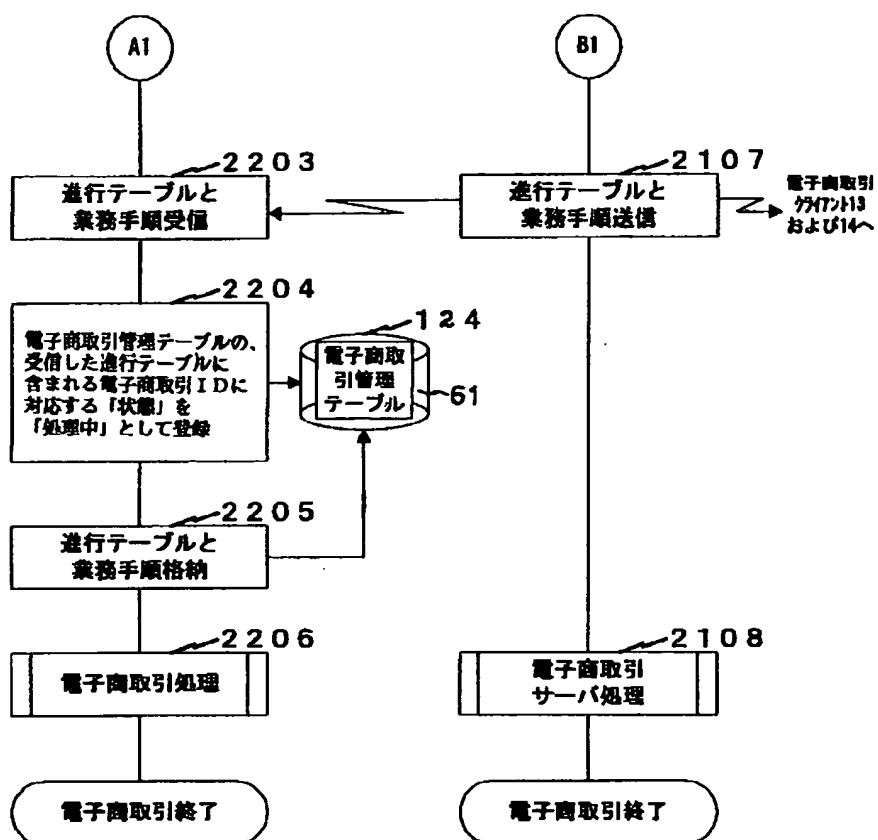 A1
B1
2203
進行テーブルと
業務手順受信
2107
進行テーブルと
業務手順送信
電子商取引
クライアント13
および14へ
2204
電子商取引管理テーブルの、
受信した進行テーブルに
含まれる電子商取引IDに
対応する「状態」を
「処理中」として登録
124
電子商取
引管理
テーブル
61
2205
進行テーブルと
業務手順格納
2206
電子商取引処理
2108
電子商取引
サーバ処理
電子商取引終了
電子商取引終了